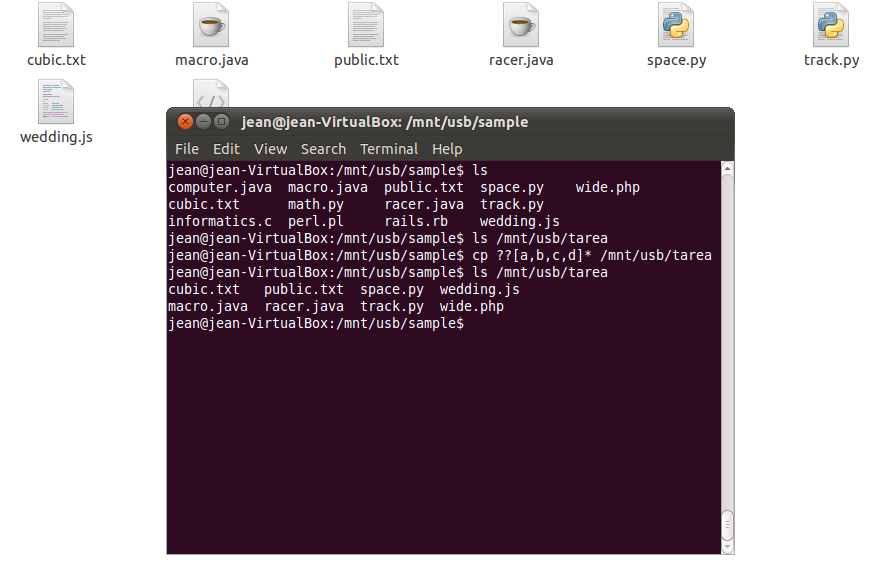 cubic.txt macro.java public.txt racer.java space.py track.py
wedding.js
jean@jean-VirtualBox: /mnt/usb/sample
File Edit View Search Terminal Help
jean@jean-VirtualBox:/mnt/usb/sample$ ls
computer.java macro.java public.txt space.py wide.php
cubic.txt math.py racer.java track.py
informatics.c perl.pl rails.rb wedding.js
jean@jean-VirtualBox:/mnt/usb/sample$ ls /mnt/usb/tarea
jean@jean-VirtualBox:/mnt/usb/sample$ cp ??[a,b,c,d]* /mnt/usb/tarea
jean@jean-VirtualBox:/mnt/usb/sample$ ls /mnt/usb/tarea
cubic.txt public.txt space.py wedding.js
macro.java racer.java track.py wide.php
jean@jean-VirtualBox:/mnt/usb/sample$